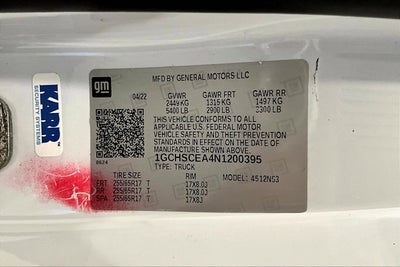 gm
MFD BY GENERAL MOTORS LLC
04/22
GVWR GAWR FRT GAWR RR
2449 KG 1315 KG 1497 KG
5400 LB 2900 LB 3300 LB
THIS VEHICLE CONFORMS TO ALL
APPLICABLE U.S. FEDERAL MOTOR
VEHICLE SAFETY AND THEFT PREVENTION
STANDARDS IN EFFECT ON THE DATE OF
MANUFACTURE SHOWN ABOVE.
1GCHSCEA4N1200395
TYPE: TRUCK
TIRE SIZE RIM MODEL: 4512N53
FRT 255/65R17 T 17X8.0J
RR 255/65R17 T 17X8.0J
SPA 255/65R17 T 17X8J
KARR
SECURITY SYSTEMS